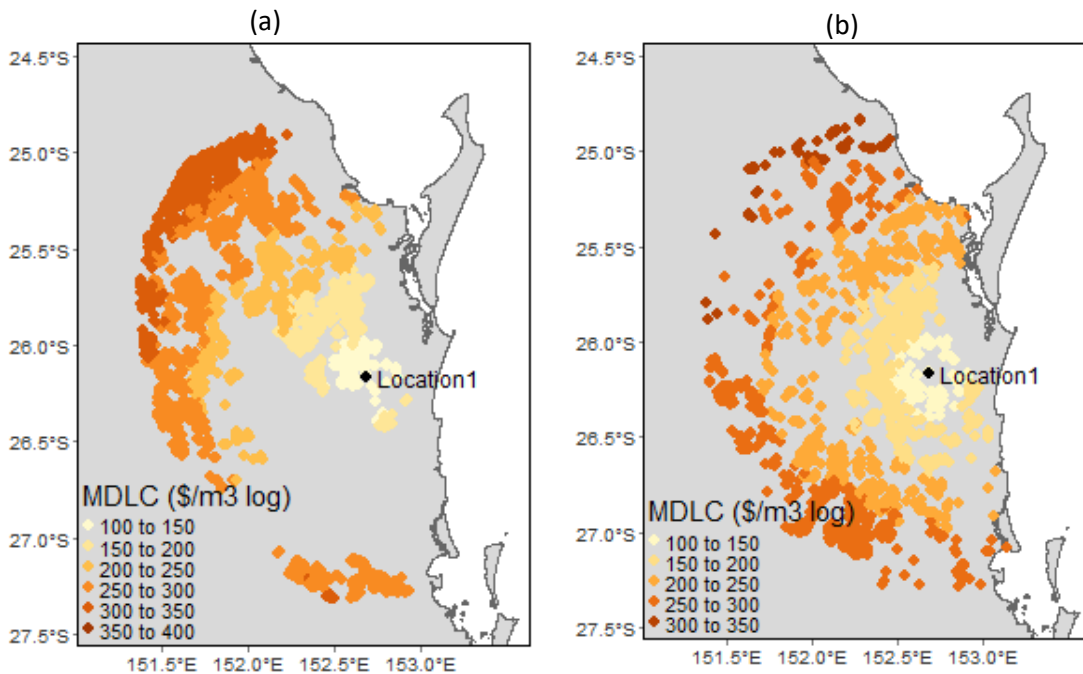 (a)
24.5°S
25.0°S
25.5°S
26.0°S
26.5°S
27.0°S
27.5°S
Location1
MDLC ($/m3 log)
100 to 150
150 to 200
200 to 250
250 to 300
300 to 350
350 to 400
151.5°E 152.0°E 152.5°E 153.0°E
(b)
24.5°S
25.0°S
25.5°S
26.0°S
26.5°S
27.0°S
27.5°S
Location1
MDLC ($/m3 log)
100 to 150
150 to 200
200 to 250
250 to 300
300 to 350
151.5°E 152.0°E 152.5°E 153.0°E